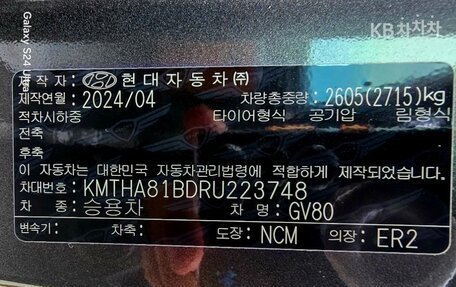 Galaxy S24 Ultra
KB차차차
제작자 : 현대자동차(주)
제작연월 : 2024/04 차량총중량 : 2605(2715)kg
적차시하중 타이어형식 공기압 림형식
전축 :
후축 :
이 자동차는 대한민국 자동차관리법령에 적합하게 제작되었습니다.
차대번호 : KMTHA81BDRU223748
차종 : 승용차 차명 : GV80
변속기 : 차축 : 도장 : NCM 의장 : ER2